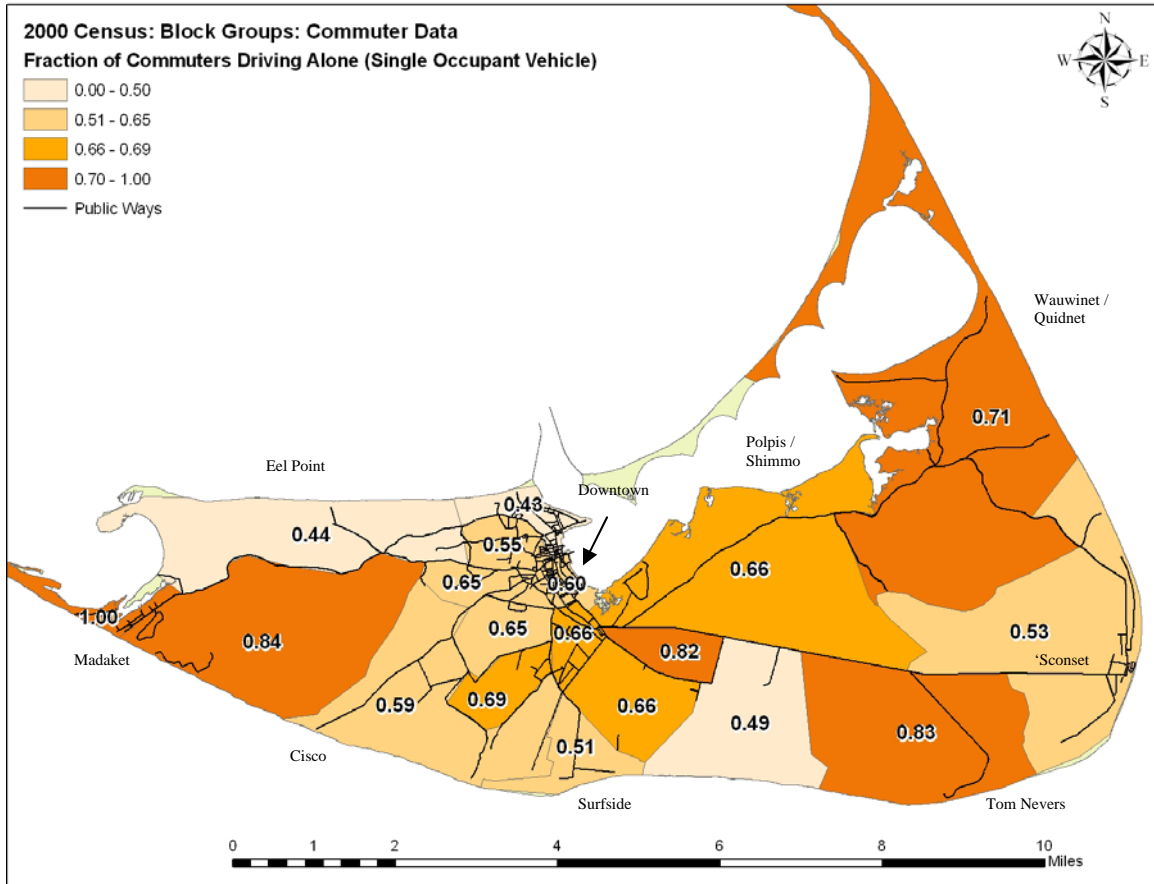 2000 Census: Block Groups: Commuter Data
Fraction of Commuters Driving Alone (Single Occupant Vehicle)
0.00 - 0.50
0.51 - 0.65
0.66 - 0.69
0.70 - 1.00
Public Ways
N
W E
S
Wauwinet /
Quidnet
0.71
Polpis /
Shimmo
Eel Point
Downtown
0.43
0.44
0.55
0.66
0.65
0.60
1.00
0.84
0.65
0.66
0.82
0.53
Madaket
'Sconset
0.59
0.69
0.66
0.49
0.83
0.51
Cisco
Surfside
Tom Nevers
0 1 2 4 6 8 10
Miles